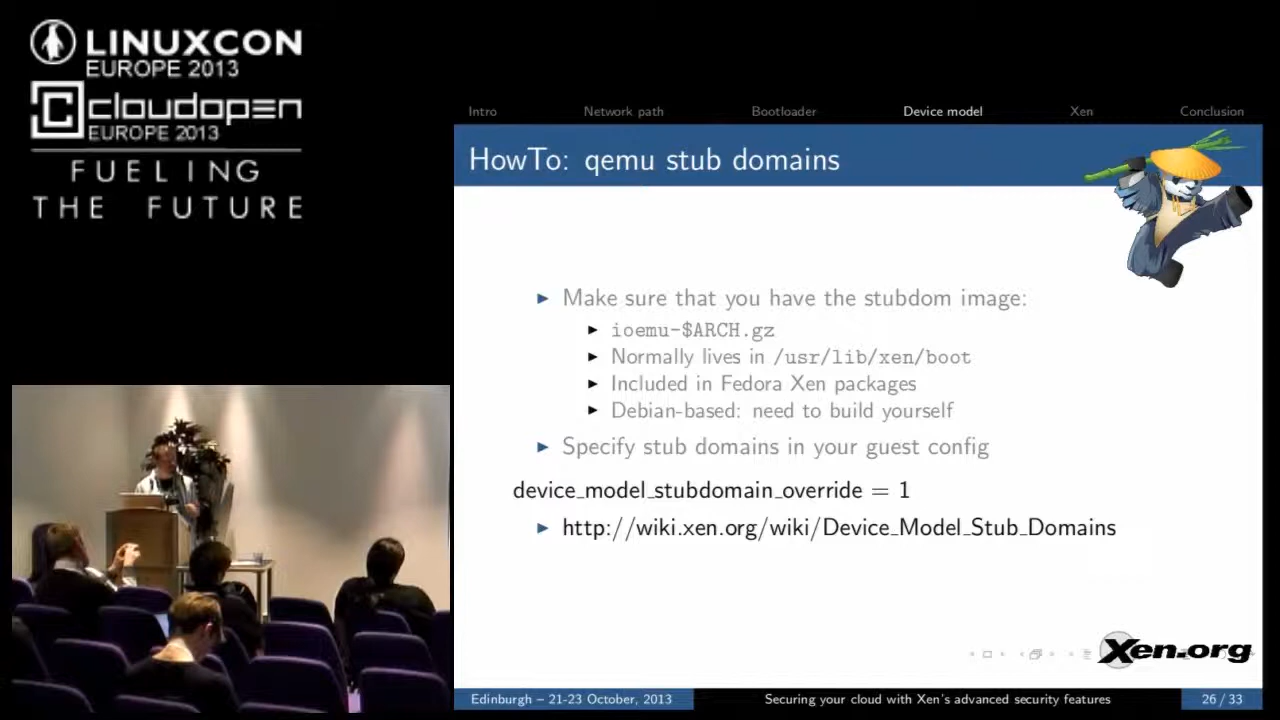 LINUXCON
EUROPE 2013
cloudopen
EUROPE 2013
FUELING
THE FUTURE
Intro Network path Bootloader Device model Xen Conclusion
HowTo: qemu stub domains
Make sure that you have the stubdom image:
ioemu-$ARCH.gz
Normally lives in /usr/lib/xen/boot
Included in Fedora Xen packages
Debian-based: need to build yourself
Specify stub domains in your guest config
device_model_stubdomain_override = 1
http://wiki.xen.org/wiki/Device_Model_Stub_Domains
Xen.org
Edinburgh – 21-23 October, 2013 Securing your cloud with Xen's advanced security features 26 / 33